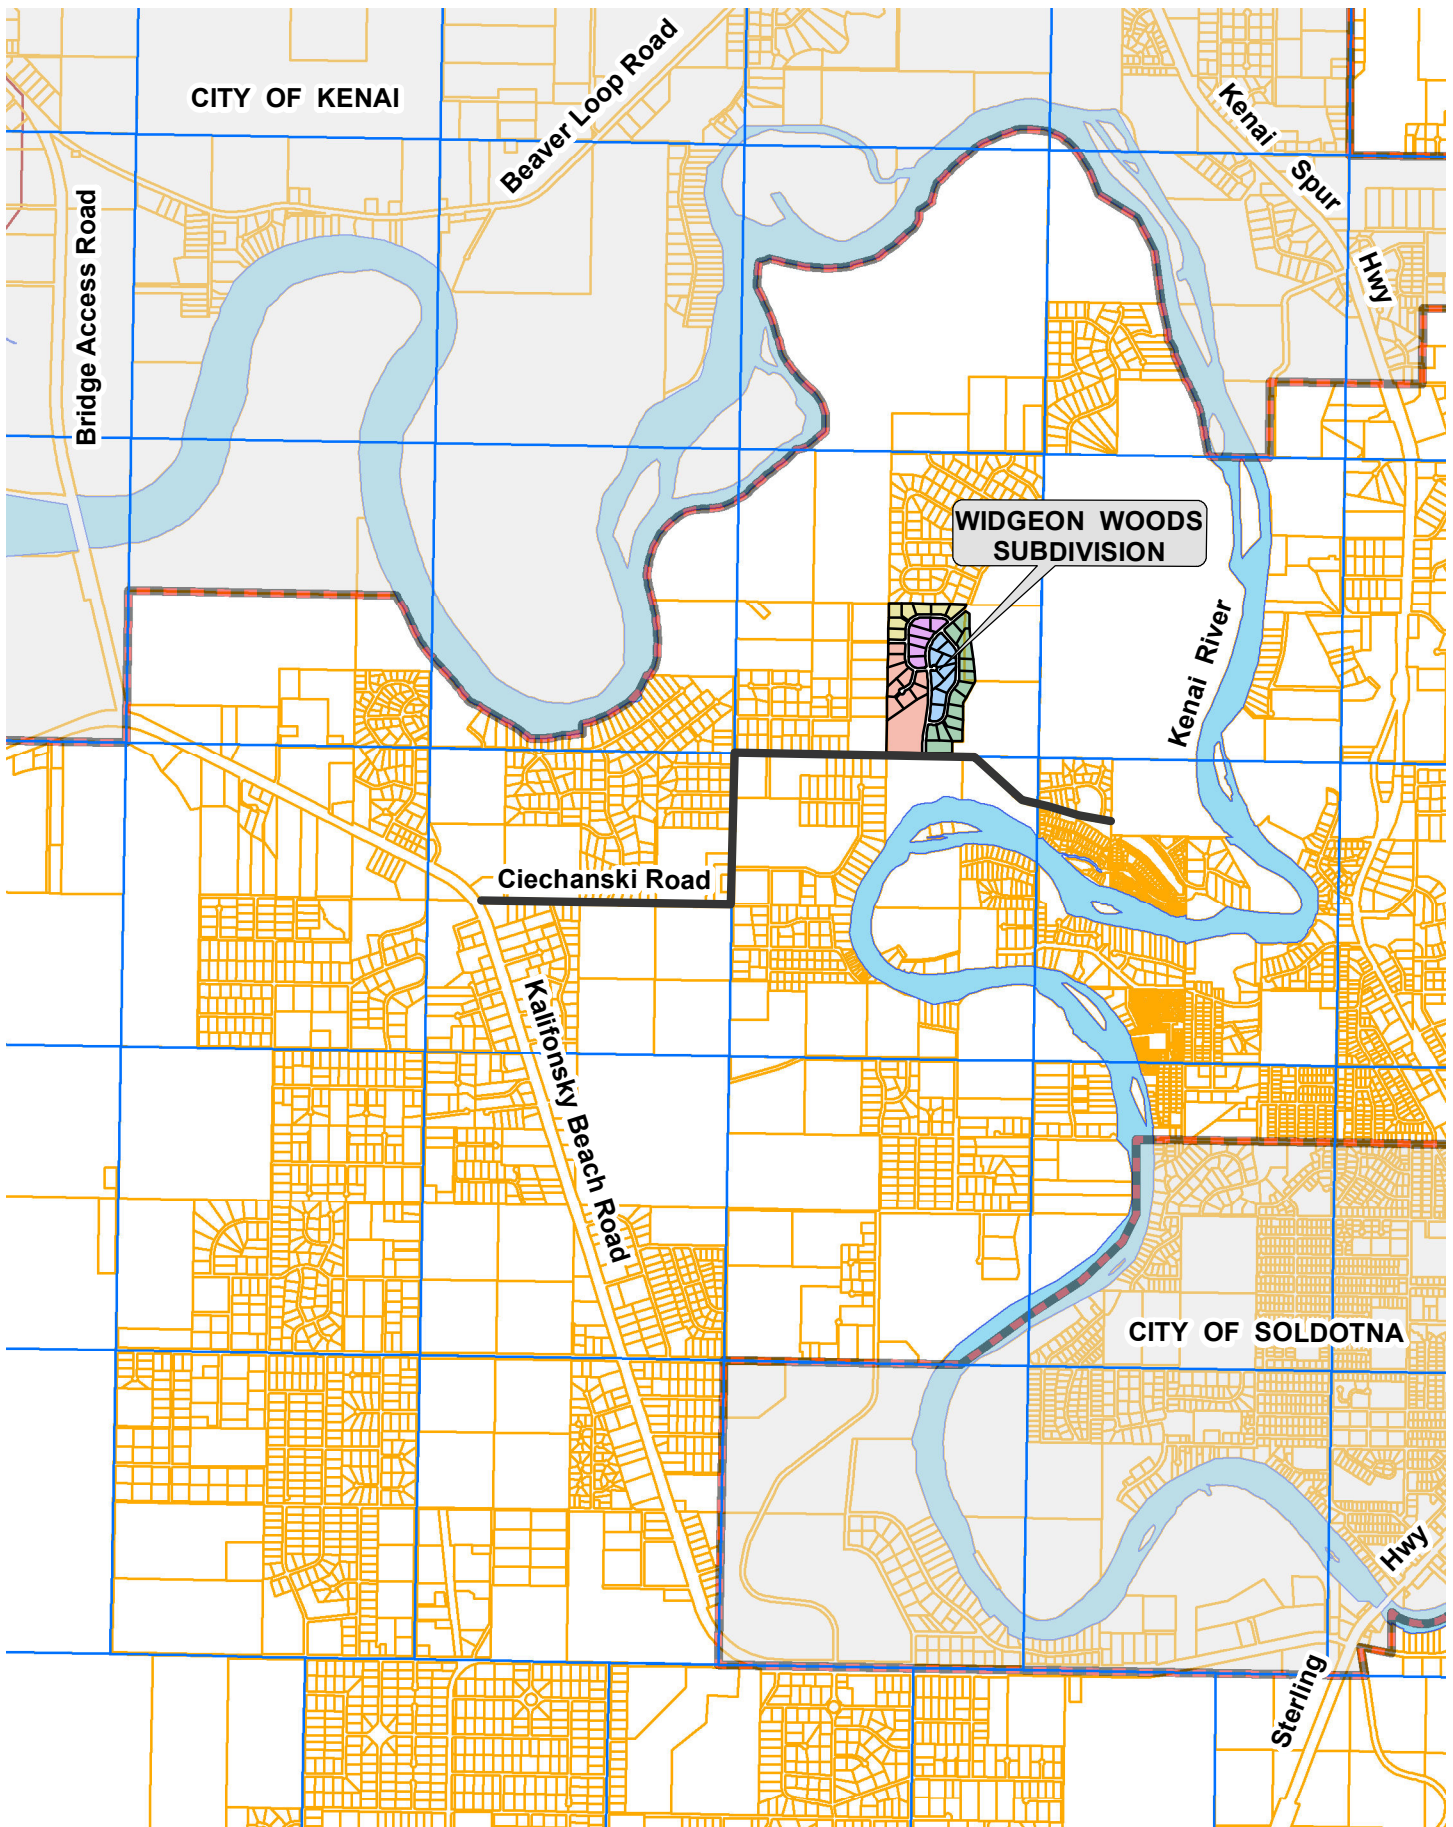 CITY OF KENAI
Beaver Loop Road
Kenai Spur Hwy
Bridge Access Road
WIDGEON WOODS
SUBDIVISION
Kenai River
Ciechanski Road
Kalifonsky Beach Road
CITY OF SOLDOTNA
Sterling Hwy